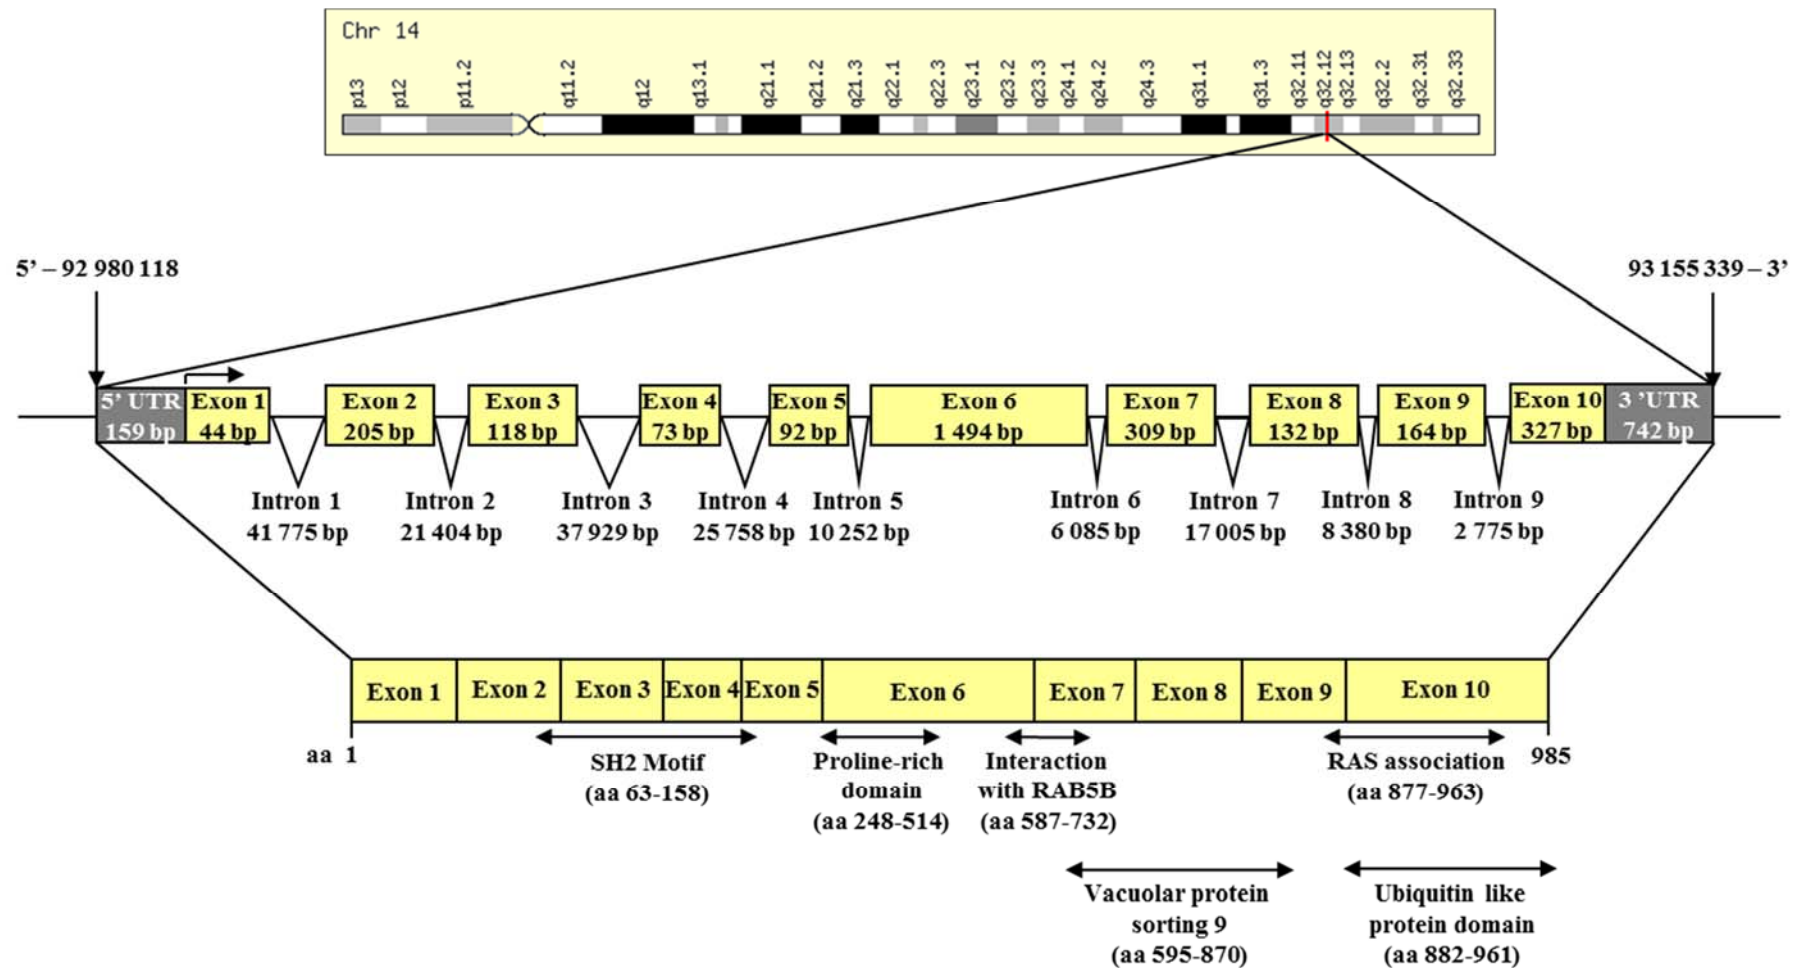 Chr 14
p13
p12
p11.2
q11.2
q12
q13.1
q21.1
q21.2
q21.3
q22.1
q22.3
q23.1
q23.2
q23.3
q24.1
q24.2
q24.3
q31.1
q31.3
q32.11
q32.12
q32.13
q32.2
q32.31
q32.33
5’ – 92 980 118
93 155 339 – 3’
5’ UTR
159 bp
Exon 1
44 bp
Exon 2
205 bp
Exon 3
118 bp
Exon 4
73 bp
Exon 5
92 bp
Exon 6
1 494 bp
Exon 7
309 bp
Exon 8
132 bp
Exon 9
164 bp
Exon 10
327 bp
3 ’UTR
742 bp
Intron 1
41 775 bp
Intron 2
21 404 bp
Intron 3
37 929 bp
Intron 4
25 758 bp
Intron 5
10 252 bp
Intron 6
6 085 bp
Intron 7
17 005 bp
Intron 8
8 380 bp
Intron 9
2 775 bp
Exon 1
Exon 2
Exon 3
Exon 4
Exon 5
Exon 6
Exon 7
Exon 8
Exon 9
Exon 10
aa 1
985
SH2 Motif
(aa 63-158)
Proline-rich
domain
(aa 248-514)
Interaction
with RAB5B
(aa 587-732)
RAS association
(aa 877-963)
Vacuolar protein
sorting 9
(aa 595-870)
Ubiquitin like
protein domain
(aa 882-961)